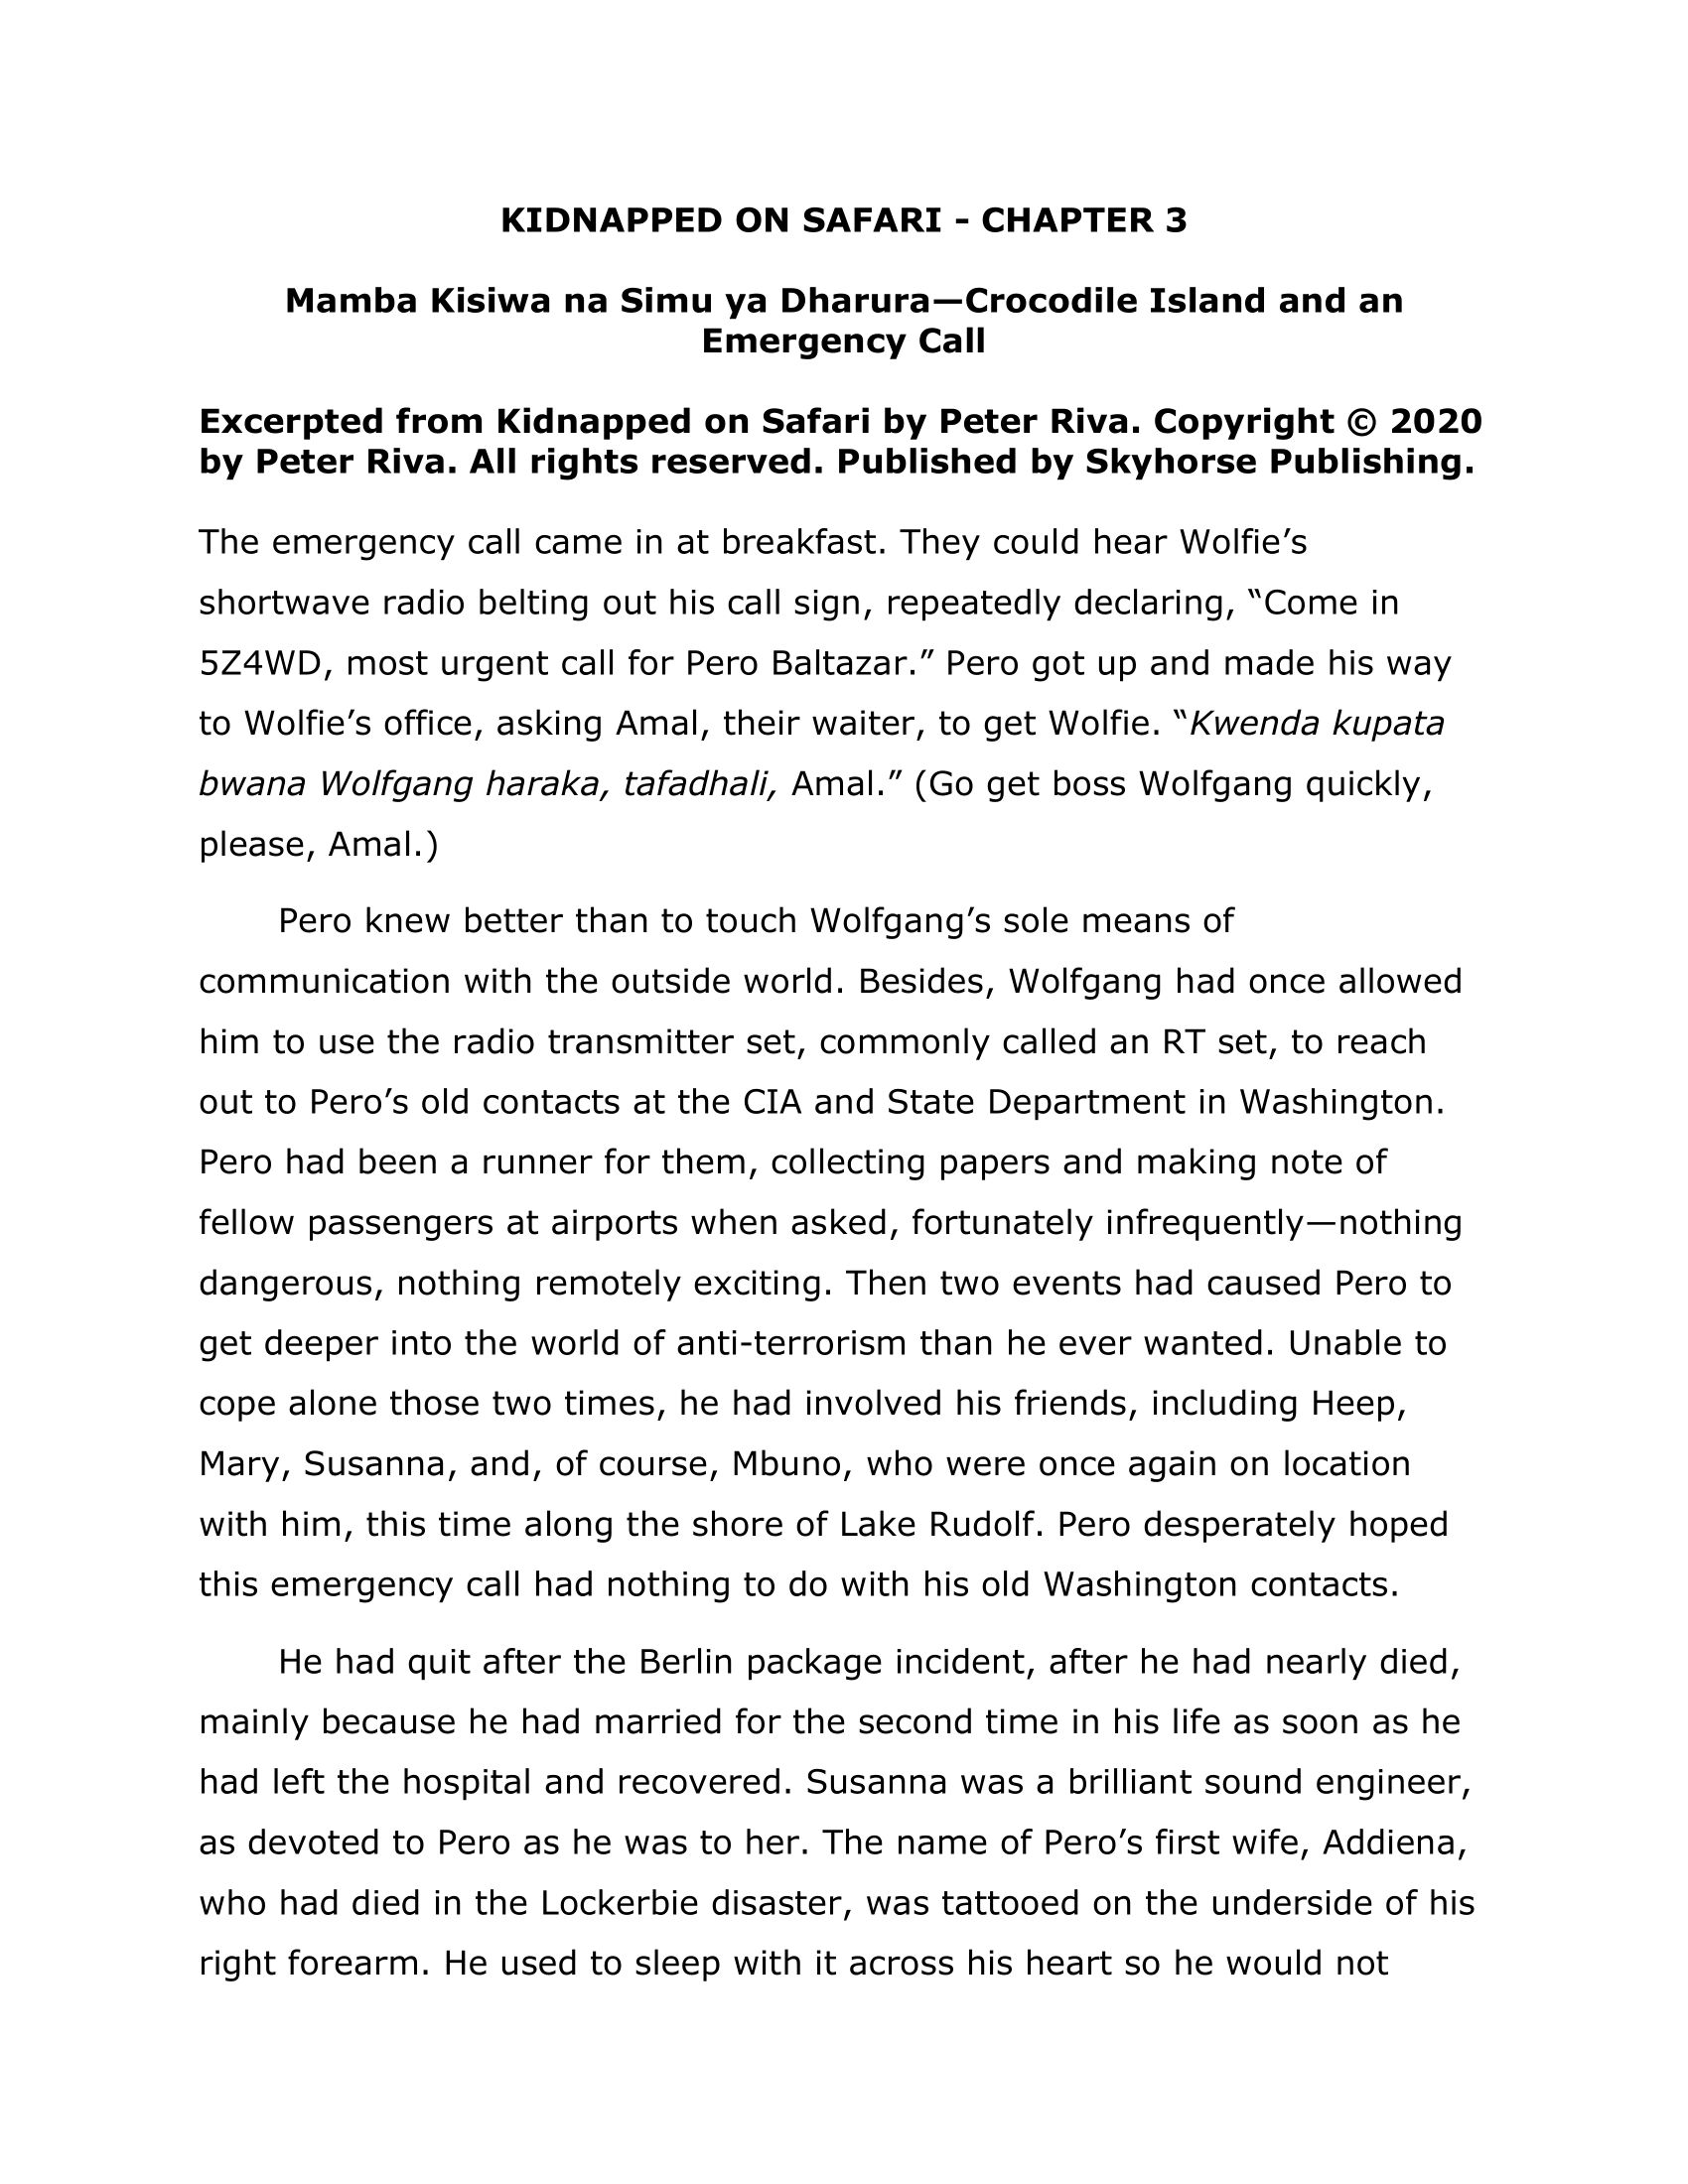 KIDNAPPED ON SAFARI - CHAPTER 3
Mamba Kisiwa na Simu ya Dharura—Crocodile Island and an
Emergency Call
Excerpted from Kidnapped on Safari by Peter Riva. Copyright © 2020
by Peter Riva. All rights reserved. Published by Skyhorse Publishing.
The emergency call came in at breakfast. They could hear Wolfie’s
shortwave radio belting out his call sign, repeatedly declaring, “Come in
5Z4WD, most urgent call for Pero Baltazar.” Pero got up and made his way
to Wolfie’s office, asking Amal, their waiter, to get Wolfie. “Kwenda kupata
bwana Wolfgang haraka, tafadhali, Amal.” (Go get boss Wolfgang quickly,
please, Amal.)
Pero knew better than to touch Wolfgang’s sole means of
communication with the outside world. Besides, Wolfgang had once allowed
him to use the radio transmitter set, commonly called an RT set, to reach
out to Pero’s old contacts at the CIA and State Department in Washington.
Pero had been a runner for them, collecting papers and making note of
fellow passengers at airports when asked, fortunately infrequently—nothing
dangerous, nothing remotely exciting. Then two events had caused Pero to
get deeper into the world of anti-terrorism than he ever wanted. Unable to
cope alone those two times, he had involved his friends, including Heep,
Mary, Susanna, and, of course, Mbuno, who were once again on location
with him, this time along the shore of Lake Rudolf. Pero desperately hoped
this emergency call had nothing to do with his old Washington contacts.
He had quit after the Berlin package incident, after he had nearly died,
mainly because he had married for the second time in his life as soon as he
had left the hospital and recovered. Susanna was a brilliant sound engineer,
as devoted to Pero as he was to her. The name of Pero’s first wife, Addiena,
who had died in the Lockerbie disaster, was tattooed on the underside of his
right forearm. He used to sleep with it across his heart so he would not